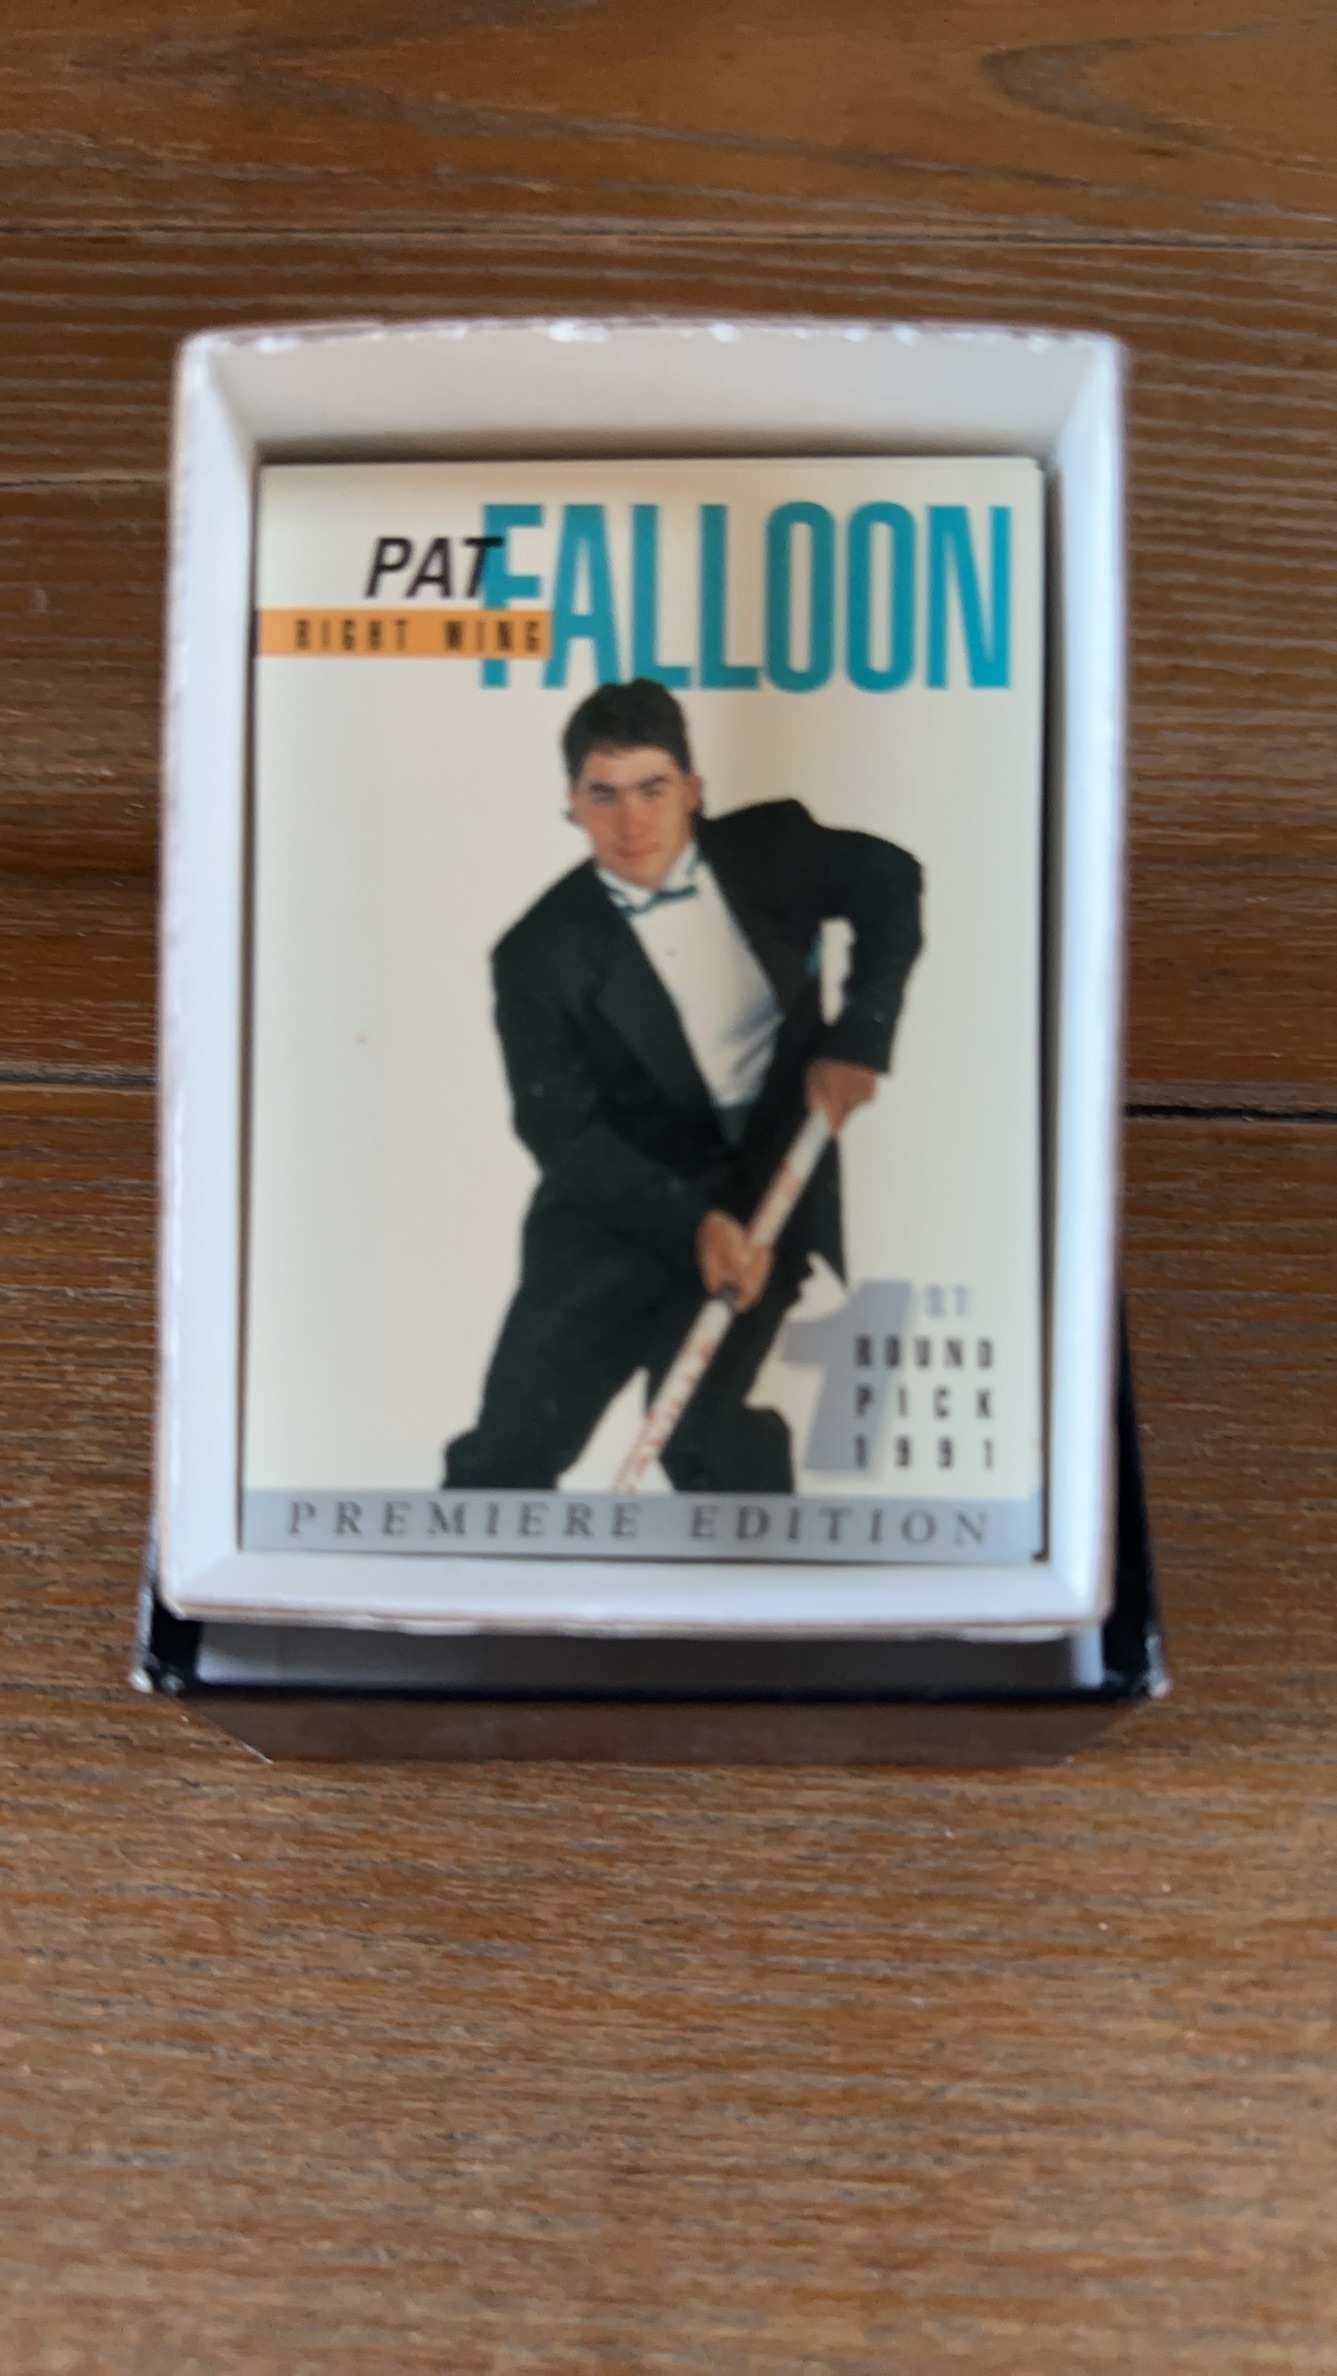 PAT FALLOON
RIGHT WING
1ST
ROUND
PICK
1991
PREMIERE EDITION